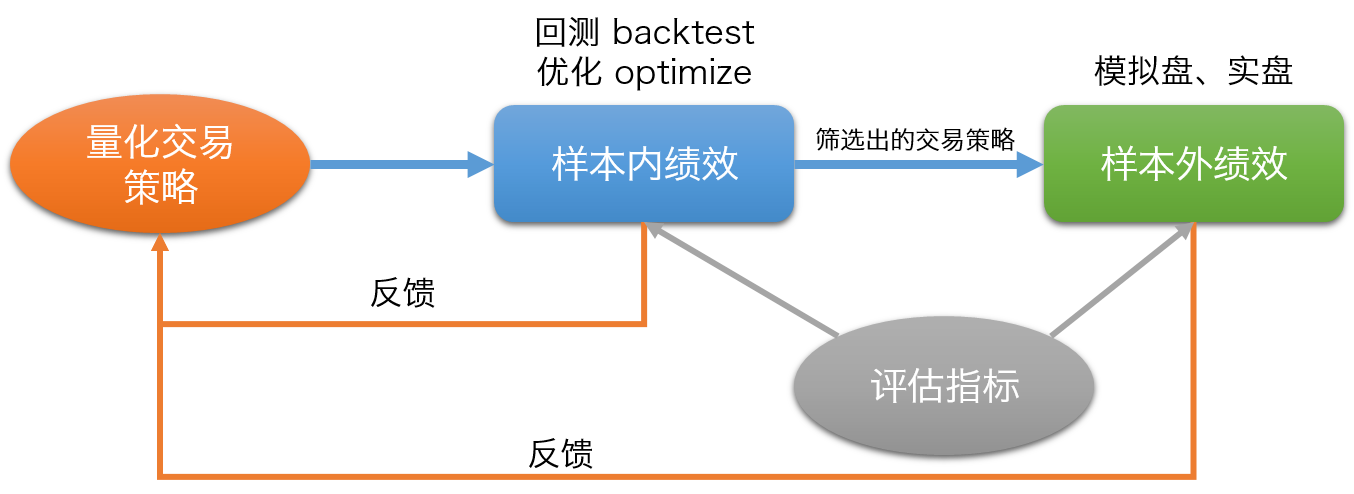 回测 backtest
优化 optimize
模拟盘、实盘
量化交易
策略
样本内绩效
筛选出的交易策略
样本外绩效
反馈
评估指标
反馈